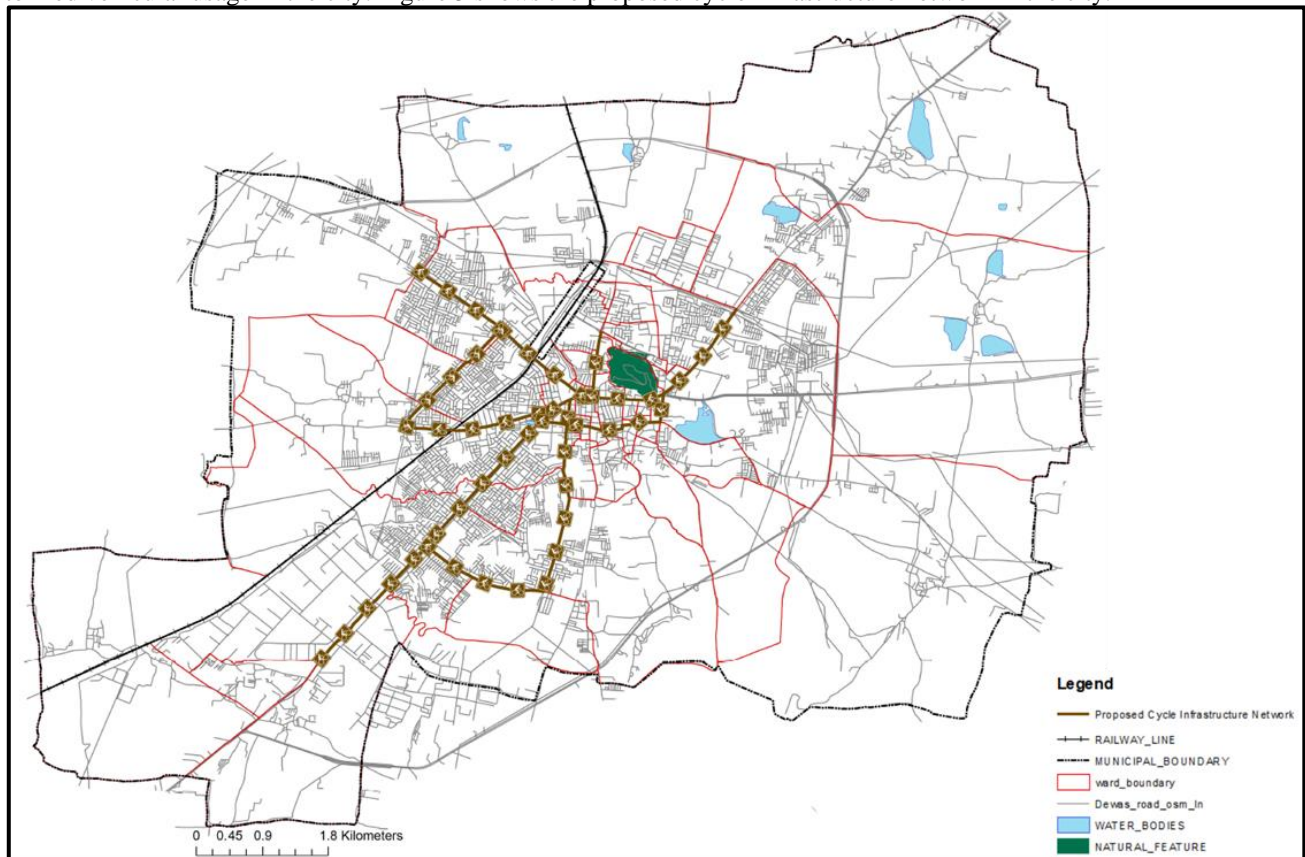 Legend
Proposed Cycle Infrastructure Network
RAILWAY_LINE
MUNICIPAL_BOUNDARY
ward_boundary
Dewas_road_osm_ln
WATER_BODIES
NATURAL_FEATURE
0 0.45 0.9 1.8 Kilometers